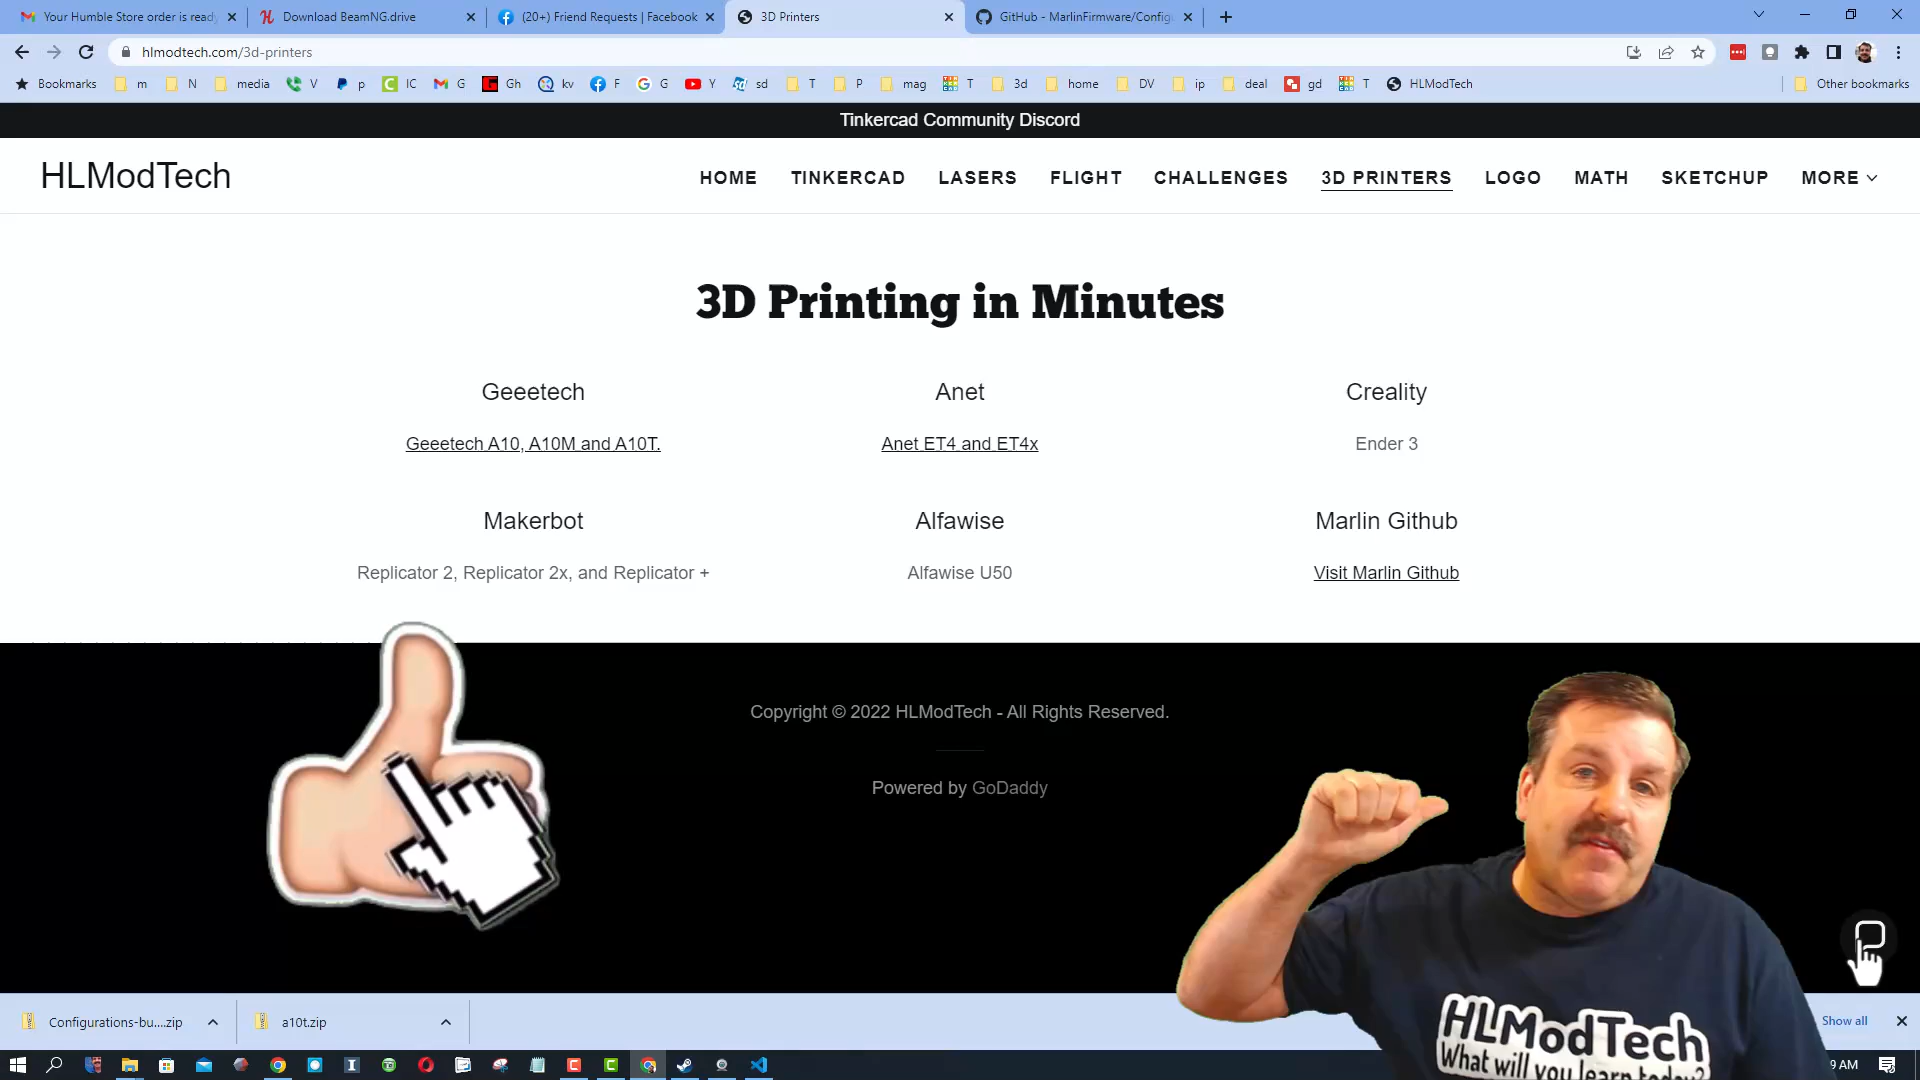 Your Humble Store order is ready
Download BeamNG.drive
(20+) Friend Requests | Facebook
3D Printers
GitHub - MarlinFirmware/Configu
hlmodtech.com/3d-printers
Bookmarks
m
N
media
V
p
IC
G
Gh
kv
F
G
Y
sd
T
P
mag
T
3d
home
DV
ip
deal
gd
T
HLModTech
Other bookmarks
Tinkercad Community Discord
HLModTech
HOME
TINKERCAD
LASERS
FLIGHT
CHALLENGES
3D PRINTERS
LOGO
MATH
SKETCHUP
MORE
3D Printing in Minutes
Geeetech
Anet
Creality
Geeetech A10, A10M and A10T.
Anet ET4 and ET4x
Ender 3
Makerbot
Alfawise
Marlin Github
Replicator 2, Replicator 2x, and Replicator +
Alfawise U50
Visit Marlin Github
Copyright © 2022 HLModTech - All Rights Reserved.
Powered by GoDaddy
HLModTech
What will you learn today?
Configurations-bu....zip
a10t.zip
Show all
9 AM